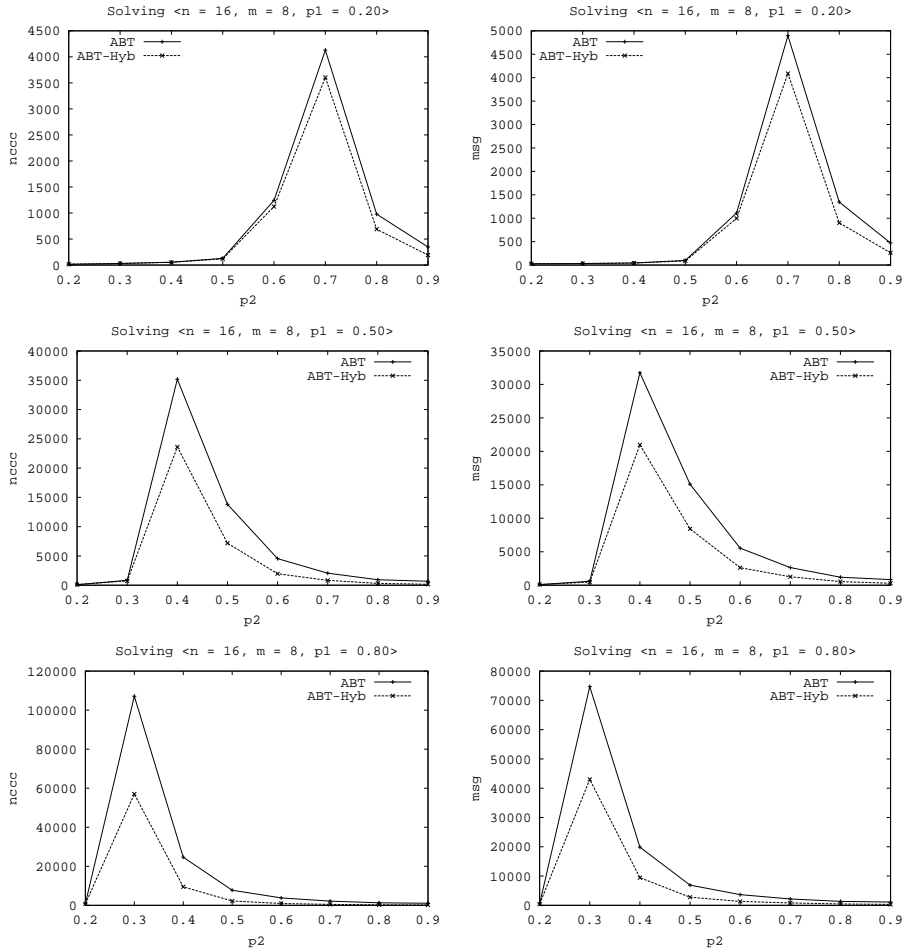 Solving <n = 16, m = 8, p1 = 0.20>
4500
4000
3500
3000
2500
2000
1500
1000
500
0
nccc
ABT
ABT-Hyb
0.2 0.3 0.4 0.5 0.6 0.7 0.8 0.9
p2
Solving <n = 16, m = 8, p1 = 0.20>
5000
4500
4000
3500
3000
2500
2000
1500
1000
500
0
msg
ABT
ABT-Hyb
0.2 0.3 0.4 0.5 0.6 0.7 0.8 0.9
p2
Solving <n = 16, m = 8, p1 = 0.50>
40000
35000
30000
25000
20000
15000
10000
5000
0
nccc
ABT
ABT-Hyb
0.2 0.3 0.4 0.5 0.6 0.7 0.8 0.9
p2
Solving <n = 16, m = 8, p1 = 0.50>
35000
30000
25000
20000
15000
10000
5000
0
msg
ABT
ABT-Hyb
0.2 0.3 0.4 0.5 0.6 0.7 0.8 0.9
p2
Solving <n = 16, m = 8, p1 = 0.80>
120000
100000
80000
60000
40000
20000
0
nccc
ABT
ABT-Hyb
0.2 0.3 0.4 0.5 0.6 0.7 0.8 0.9
p2
Solving <n = 16, m = 8, p1 = 0.80>
80000
70000
60000
50000
40000
30000
20000
10000
0
msg
ABT
ABT-Hyb
0.2 0.3 0.4 0.5 0.6 0.7 0.8 0.9
p2